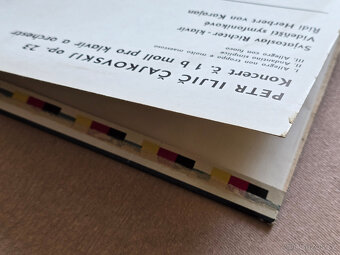 PETR ILJIČ ČAJKOVSKIJ op. 23
Koncert č. 1 b moll pro klavír a orchestr
I. Allegro non troppo e molto maestoso
II. Andantino simplice
III. Allegro con fuoco
Svjatoslav Richter - klavír
Vídeňští symfonikové
Řídí Herbert von Karajan